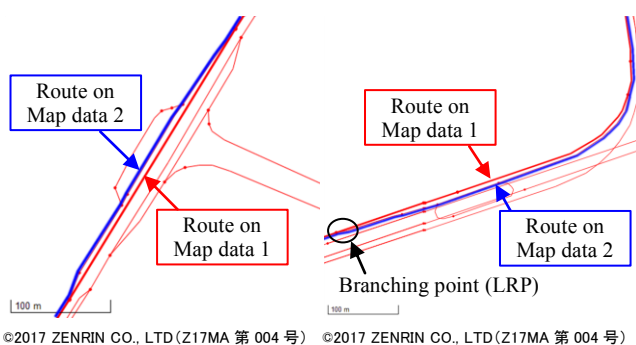 Route on
Map data 2
Route on
Map data 1
100 m
©2017 ZENRIN CO., LTD(Z17MA 第 004 号)
Route on
Map data 1
Route on
Map data 2
Branching point (LRP)
100 m
©2017 ZENRIN CO., LTD(Z17MA 第 004 号)